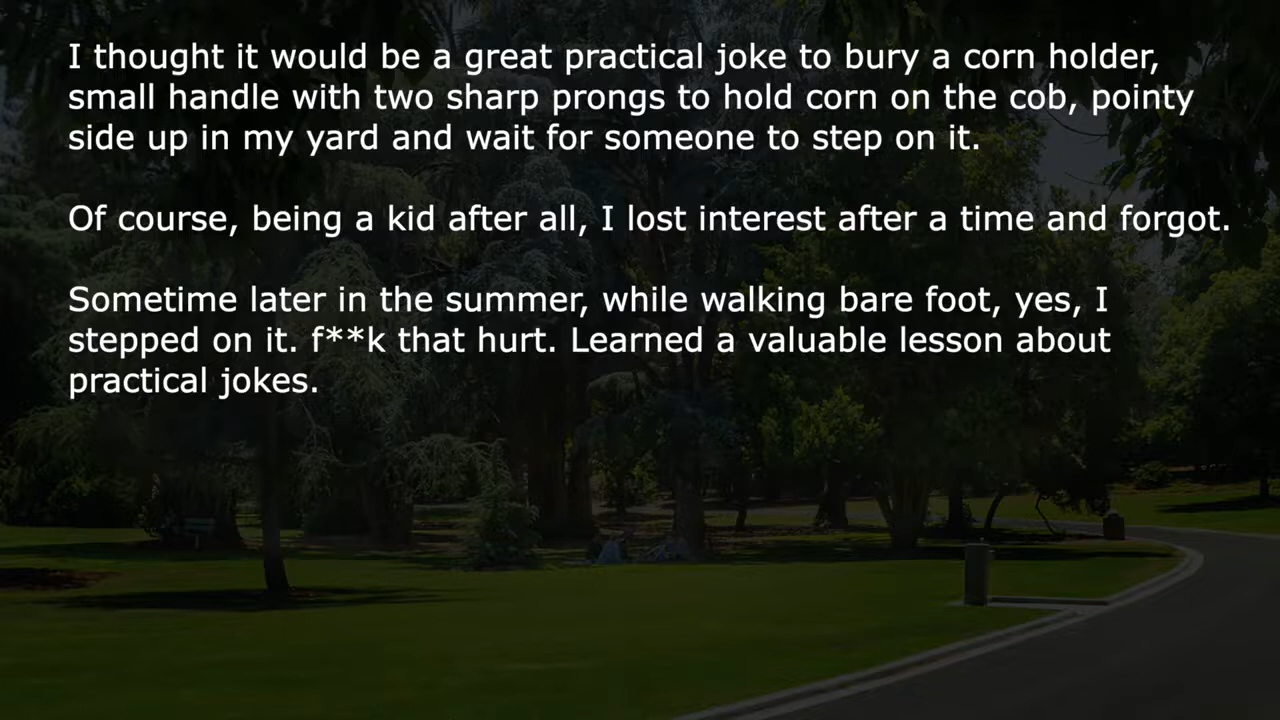 I thought it would be a great practical joke to bury a corn holder,
small handle with two sharp prongs to hold corn on the cob, pointy
side up in my yard and wait for someone to step on it.
Of course, being a kid after all, I lost interest after a time and forgot.
Sometime later in the summer, while walking bare foot, yes, I
stepped on it. f**k that hurt. Learned a valuable lesson about
practical jokes.